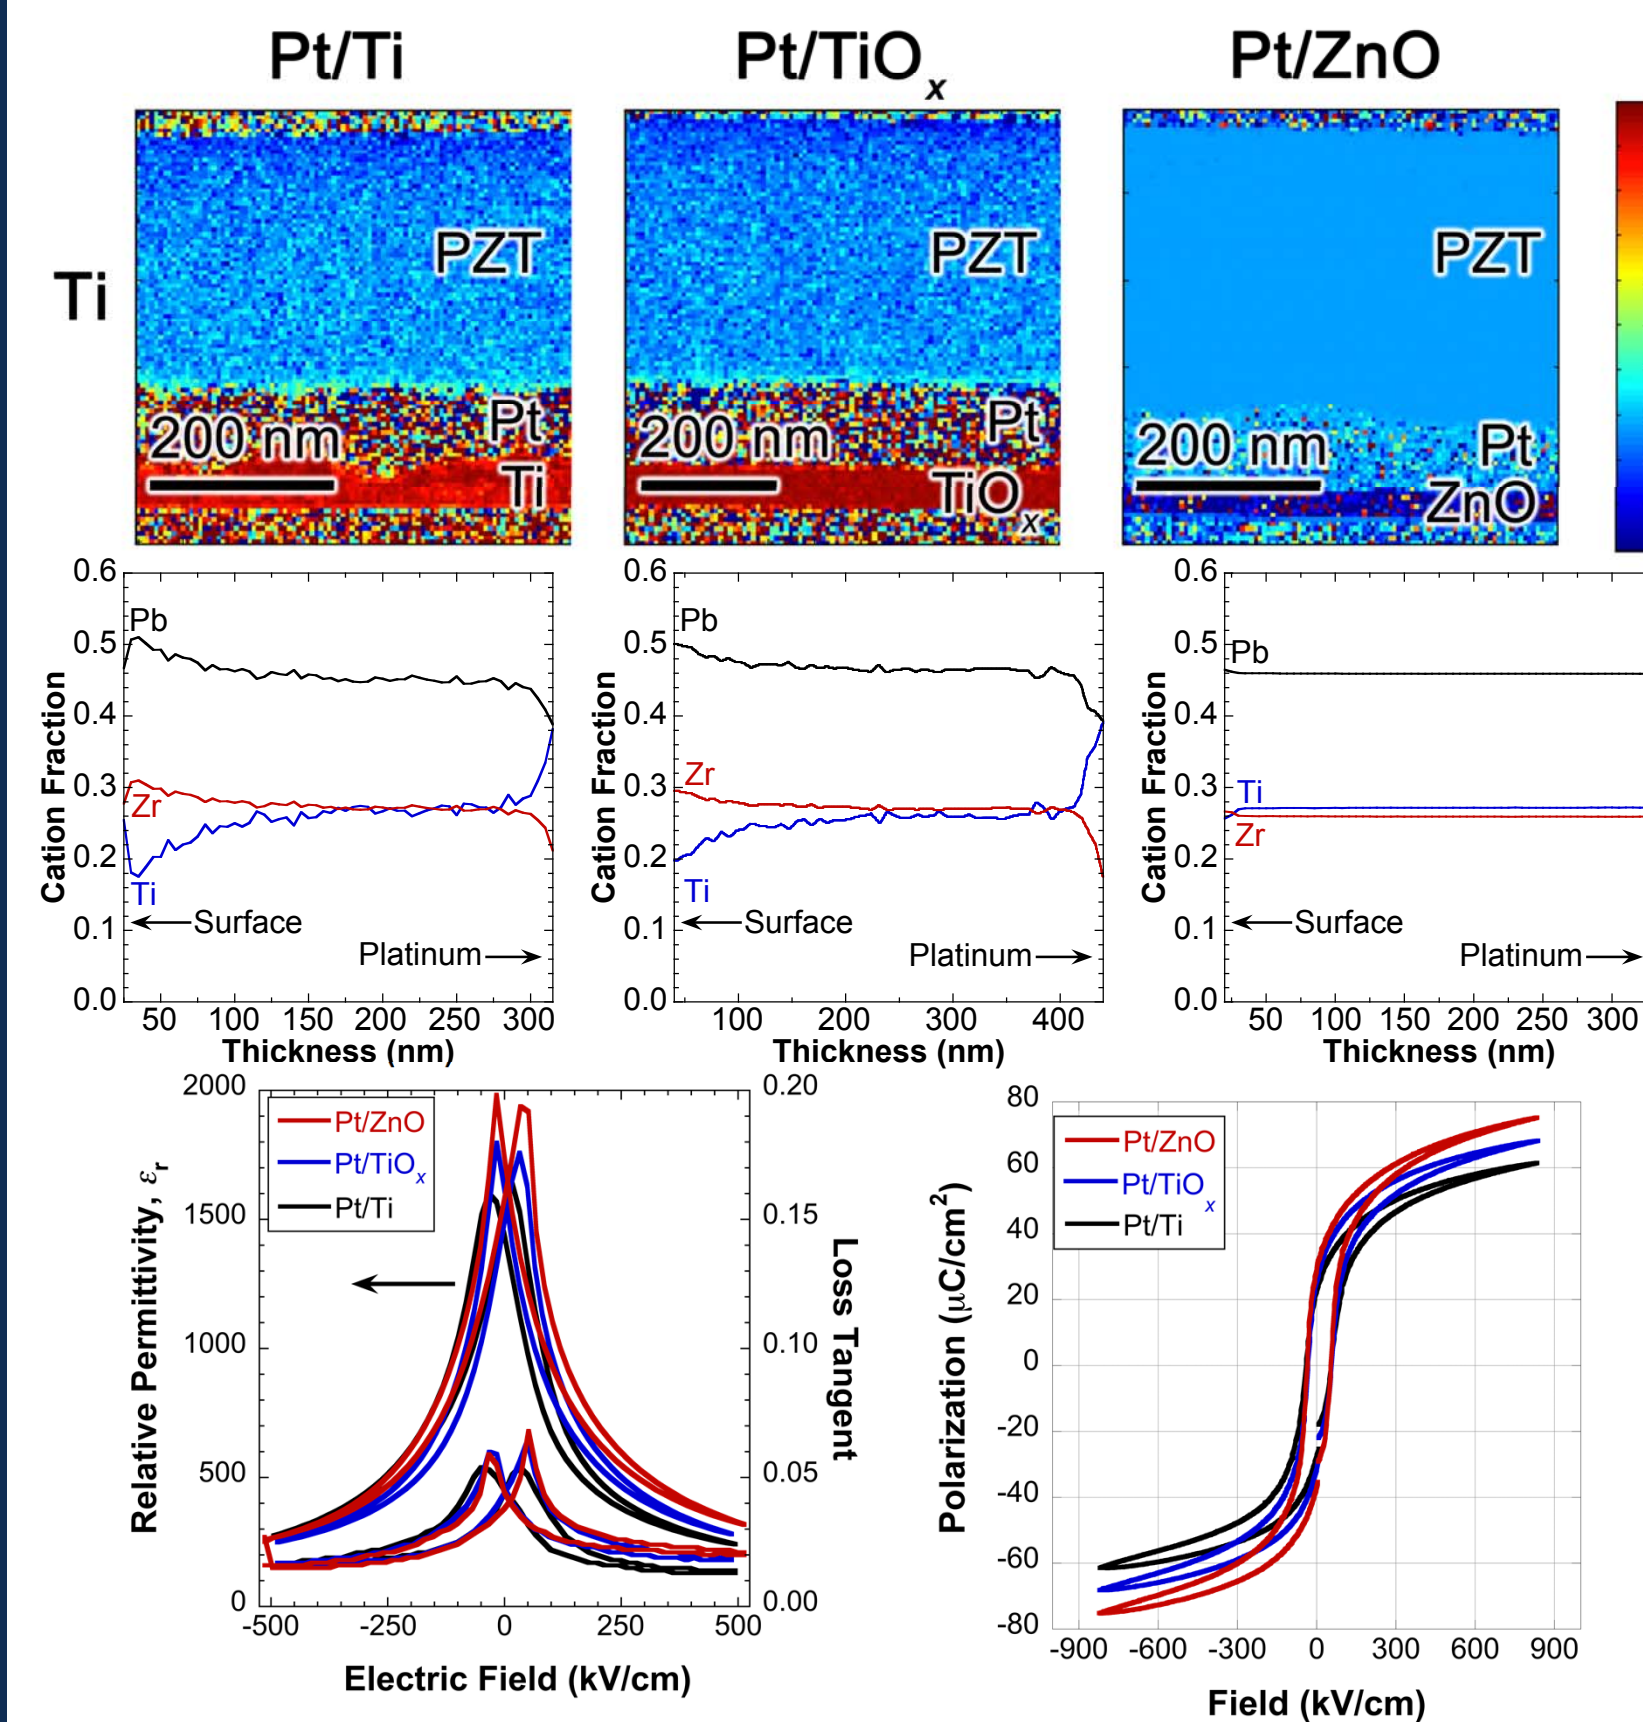 Pt/Ti
Pt/TiOx
Pt/ZnO
Ti
PZT
Pt
200 nm
Ti
PZT
Pt
200 nm
TiOx
PZT
Pt
200 nm
ZnO
0.6
0.5
0.4
0.3
0.2
0.1
0.0
Cation Fraction
Pb
Zr
Ti
Surface
Platinum
50 100 150 200 250 300
Thickness (nm)
0.6
0.5
0.4
0.3
0.2
0.1
0.0
Cation Fraction
Pb
Zr
Ti
Surface
Platinum
100 200 300 400
Thickness (nm)
0.6
0.5
0.4
0.3
0.2
0.1
0.0
Cation Fraction
Pb
Ti
Zr
Surface
Platinum
50 100 150 200 250 300
Thickness (nm)
2000
1500
1000
500
0
Relative Permittivity, εr
Pt/ZnO
Pt/TiOx
Pt/Ti
0.20
0.15
0.10
0.05
0.00
Loss Tangent
-500 -250 0 250 500
Electric Field (kV/cm)
80
60
40
20
0
-20
-40
-60
-80
Polarization (µC/cm²)
Pt/ZnO
Pt/TiOx
Pt/Ti
-900 -600 -300 0 300 600 900
Field (kV/cm)